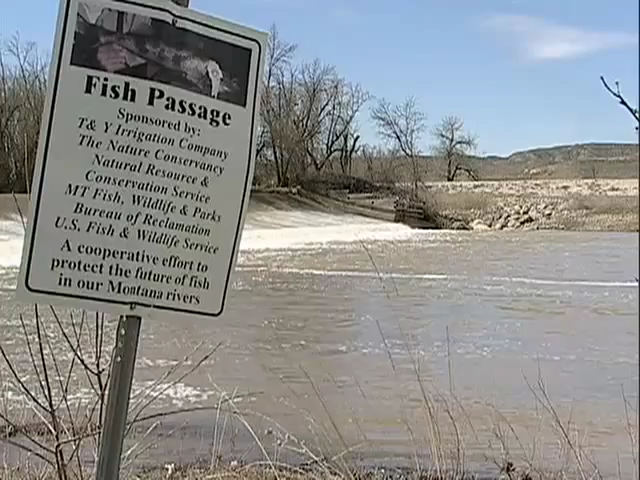 Fish Passage
Sponsored by:
T& Y Irrigation Company
The Nature Conservancy
Natural Resource &
Conservation Service
MT Fish, Wildlife & Parks
Bureau of Reclamation
U.S. Fish & Wildlife Service
A cooperative effort to
protect the future of fish
in our Montana rivers